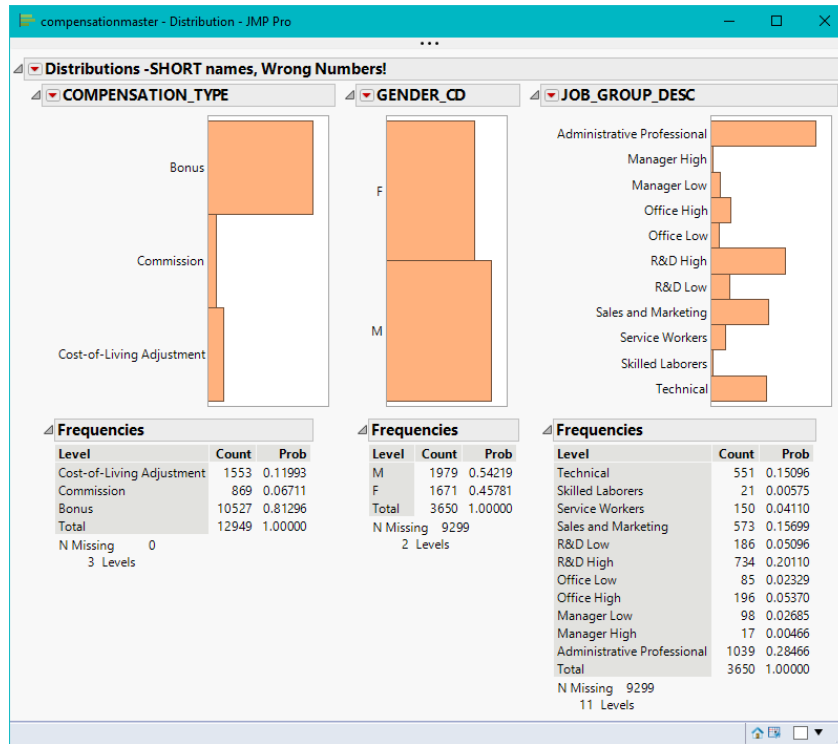 compensationmaster - Distribution - JMP Pro
Distributions -SHORT names, Wrong Numbers!
COMPENSATION_TYPE
Bonus
Commission
Cost-of-Living Adjustment
Frequencies
Level Count Prob
Cost-of-Living Adjustment 1553 0.11993
Commission 869 0.06711
Bonus 10527 0.81296
Total 12949 1.00000
N Missing 0
3 Levels
GENDER_CD
F
M
Frequencies
Level Count Prob
M 1979 0.54219
F 1671 0.45781
Total 3650 1.00000
N Missing 9299
2 Levels
JOB_GROUP_DESC
Administrative Professional
Manager High
Manager Low
Office High
Office Low
R&D High
R&D Low
Sales and Marketing
Service Workers
Skilled Laborers
Technical
Frequencies
Level Count Prob
Technical 551 0.15096
Skilled Laborers 21 0.00575
Service Workers 150 0.04110
Sales and Marketing 573 0.15699
R&D Low 186 0.05096
R&D High 734 0.20110
Office Low 85 0.02329
Office High 196 0.05370
Manager Low 98 0.02685
Manager High 17 0.00466
Administrative Professional 1039 0.28466
Total 3650 1.00000
N Missing 9299
11 Levels